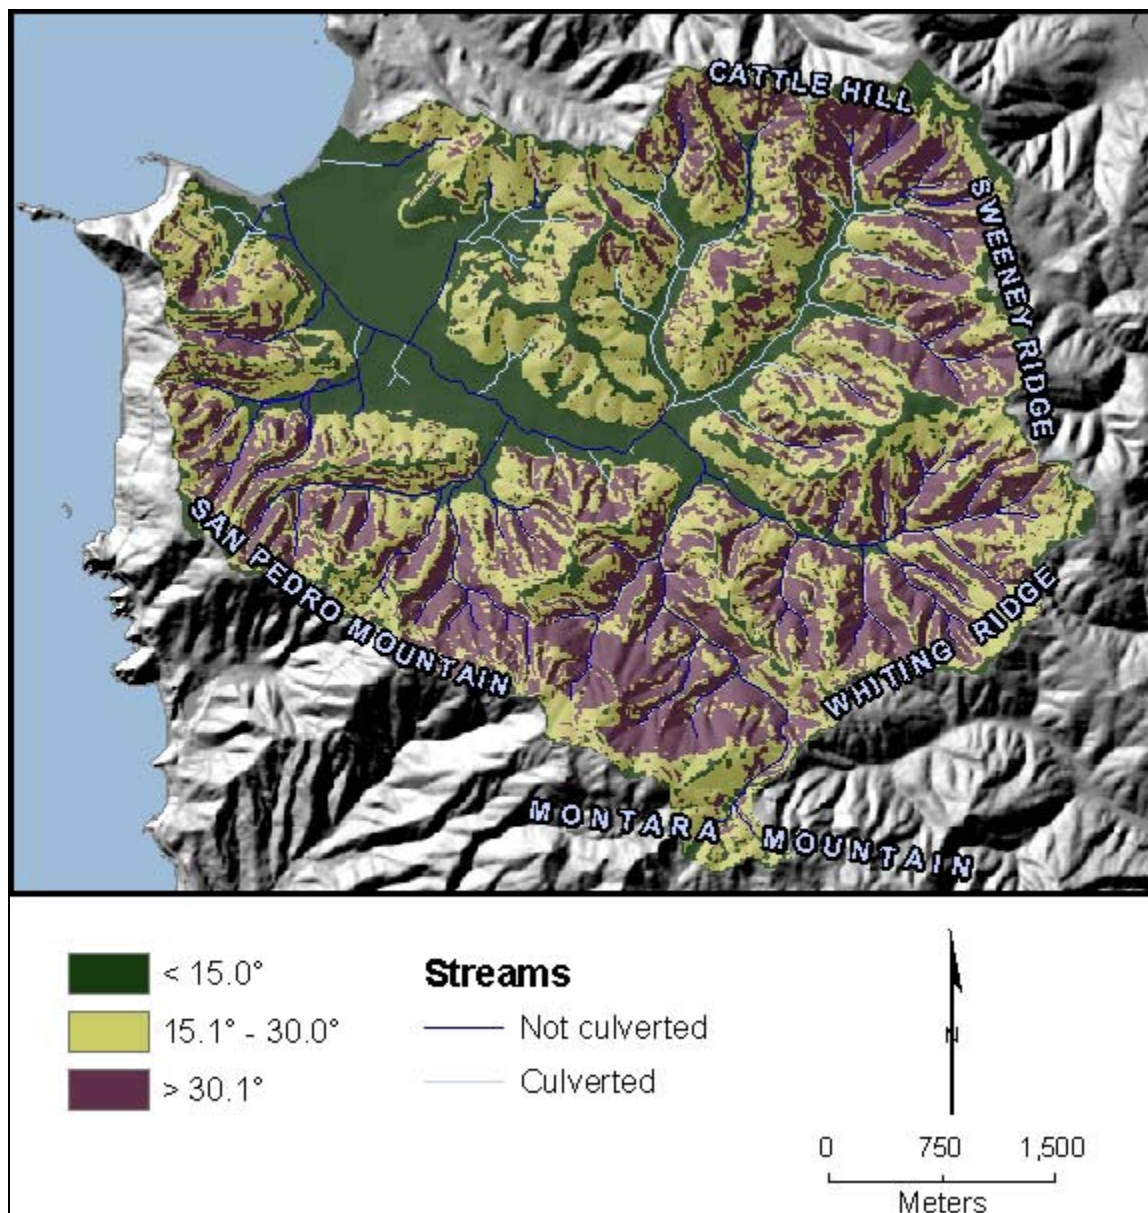 CATTLE HILL
SWEENEY RIDGE
SAN PEDRO MOUNTAIN
WHITING RIDGE
MONTARA MOUNTAIN
< 15.0°
15.1° - 30.0°
> 30.1°
Streams
Not culverted
Culverted
N
0 750 1,500
Meters